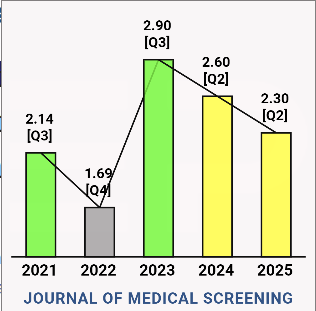 2.90
[Q3]
2.60
[Q2]
2.30
[Q2]
2.14
[Q3]
1.69
[Q4]
2021 2022 2023 2024 2025
JOURNAL OF MEDICAL SCREENING